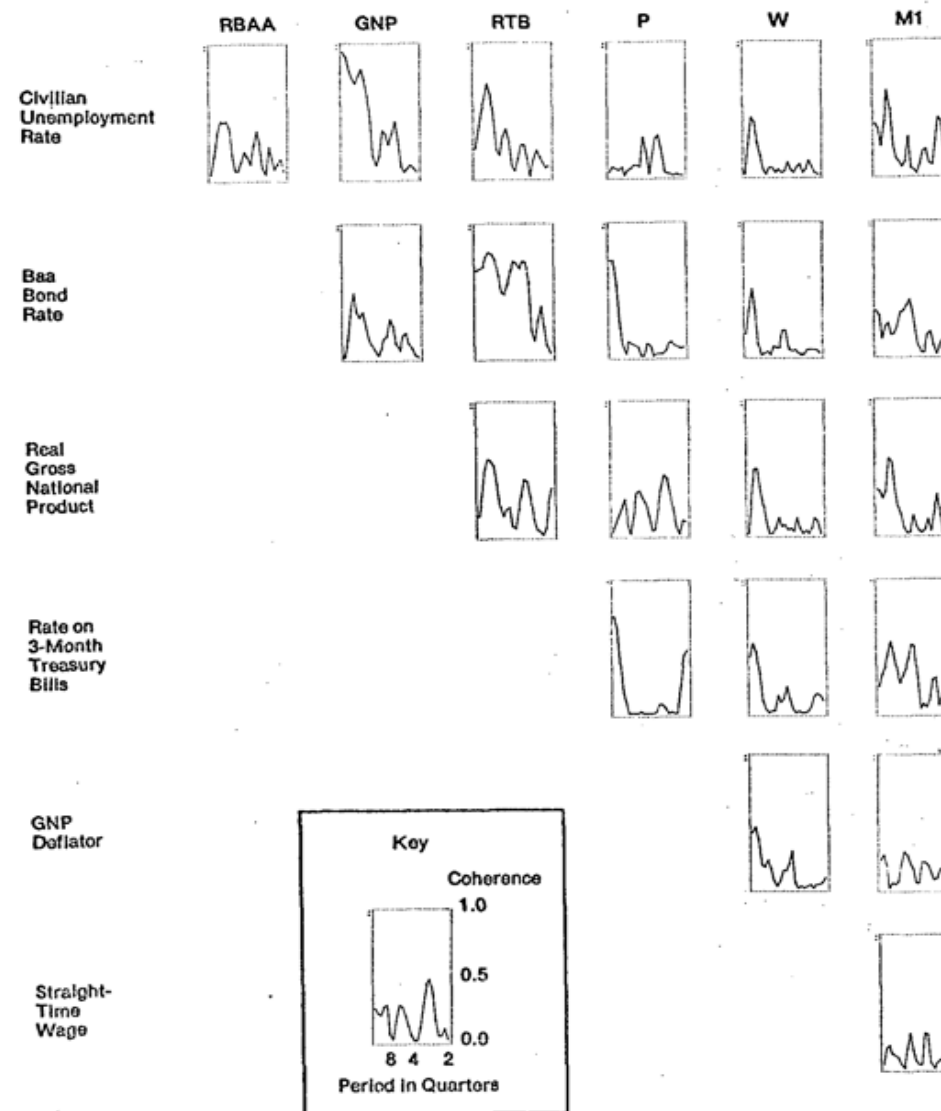 RBAA GNP RTB P W M1
Civilian
Unemployment
Rate
Baa
Bond
Rate
Real
Gross
National
Product
Rate on
3-Month
Treasury
Bills
GNP
Deflator
Straight-
Time
Wage
Key
Coherence
1.0
0.5
0.0
8 4 2
Period in Quarters